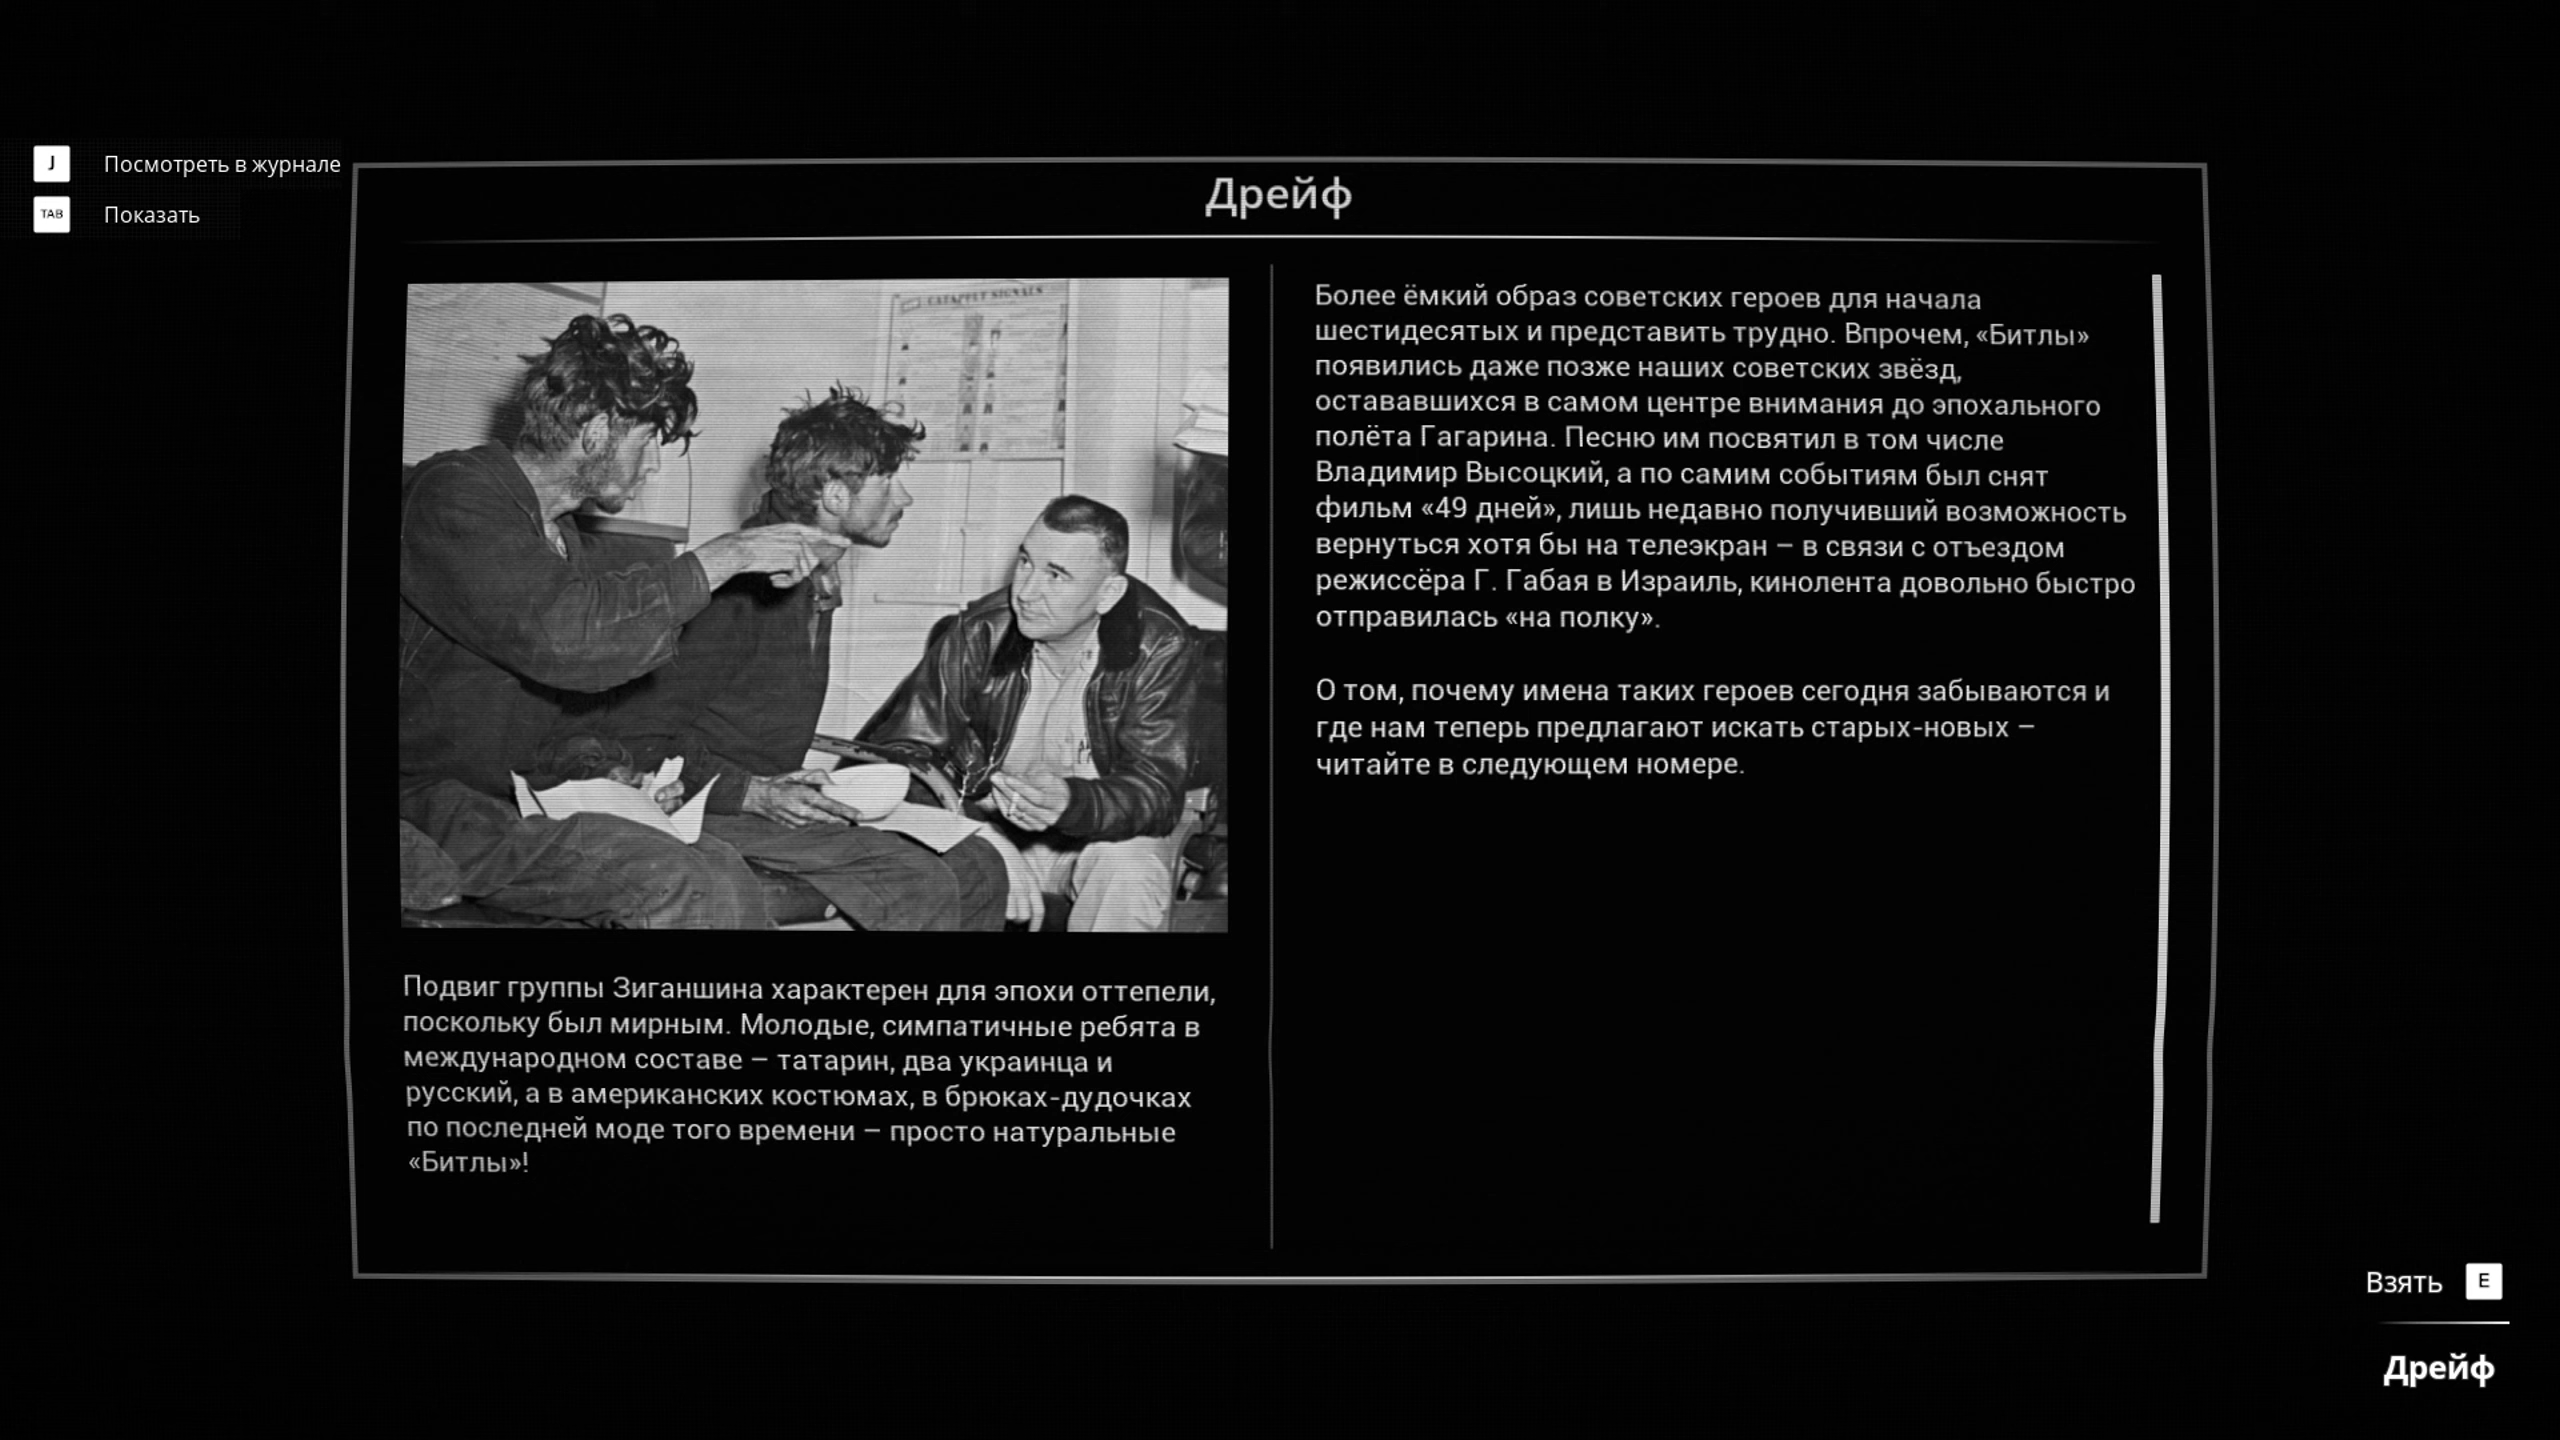 J Посмотреть в журнале
TAB Показать
Дрейф
CATAPULT SIGNALS
Подвиг группы Зиганшина характерен для эпохи оттепели,
поскольку был мирным. Молодые, симпатичные ребята в
международном составе – татарин, два украинца и
русский, а в американских костюмах, в брюках-дудочках
по последней моде того времени – просто натуральные
«Битлы»!
Более ёмкий образ советских героев для начала
шестидесятых и представить трудно. Впрочем, «Битлы»
появились даже позже наших советских звёзд,
остававшихся в самом центре внимания до эпохального
полёта Гагарина. Песню им посвятил в том числе
Владимир Высоцкий, а по самим событиям был снят
фильм «49 дней», лишь недавно получивший возможность
вернуться хотя бы на телеэкран – в связи с отъездом
режиссёра Г. Габая в Израиль, кинолента довольно быстро
отправилась «на полку».
О том, почему имена таких героев сегодня забываются и
где нам теперь предлагают искать старых-новых –
читайте в следующем номере.
Взять E
Дрейф